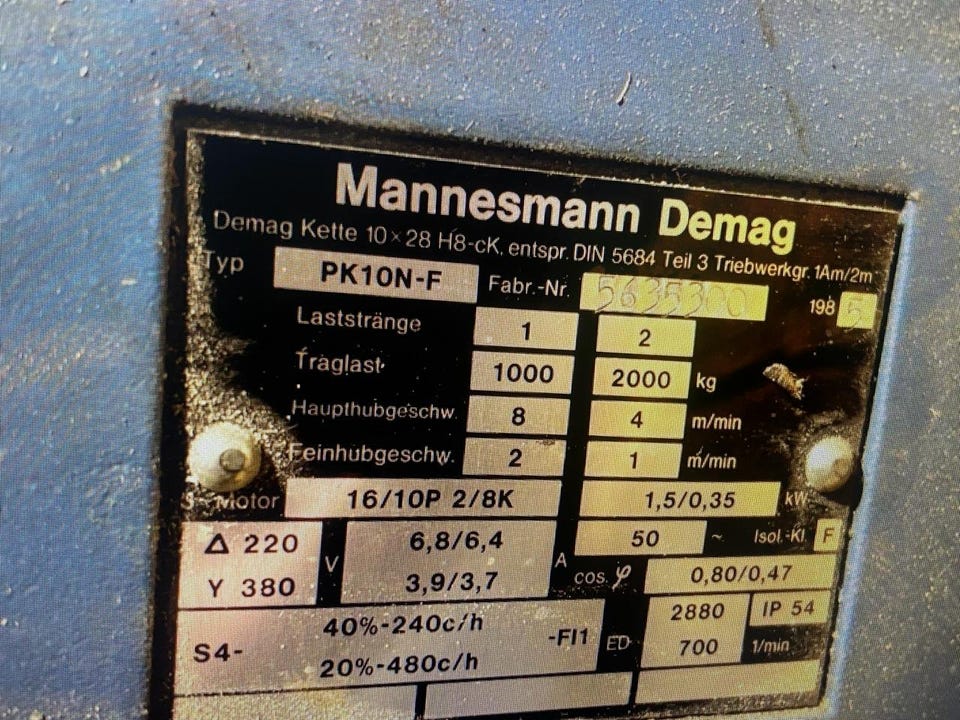 Mannesmann Demag
Demag Kette 10×28 H8-cK, entspr. DIN 5684 Teil 3 Triebwerkgr. 1Am/2m
Typ PK10N-F Fabr.-Nr. 5635300 1985
Laststränge 1 2
Traglast 1000 2000 kg
Haupthubgeschw. 8 4 m/min
Feinhubgeschw. 2 1 m/min
Motor 16/10P 2/8K 1,5/0,35 kW
Δ 220 V 6,8/6,4 A 50 ~ Isol.-Kl. F
Y 380 3,9/3,7 cos. φ 0,80/0,47
S4- 40%-240c/h -FI1 ED 2880 IP 54
20%-480c/h 700 1/min